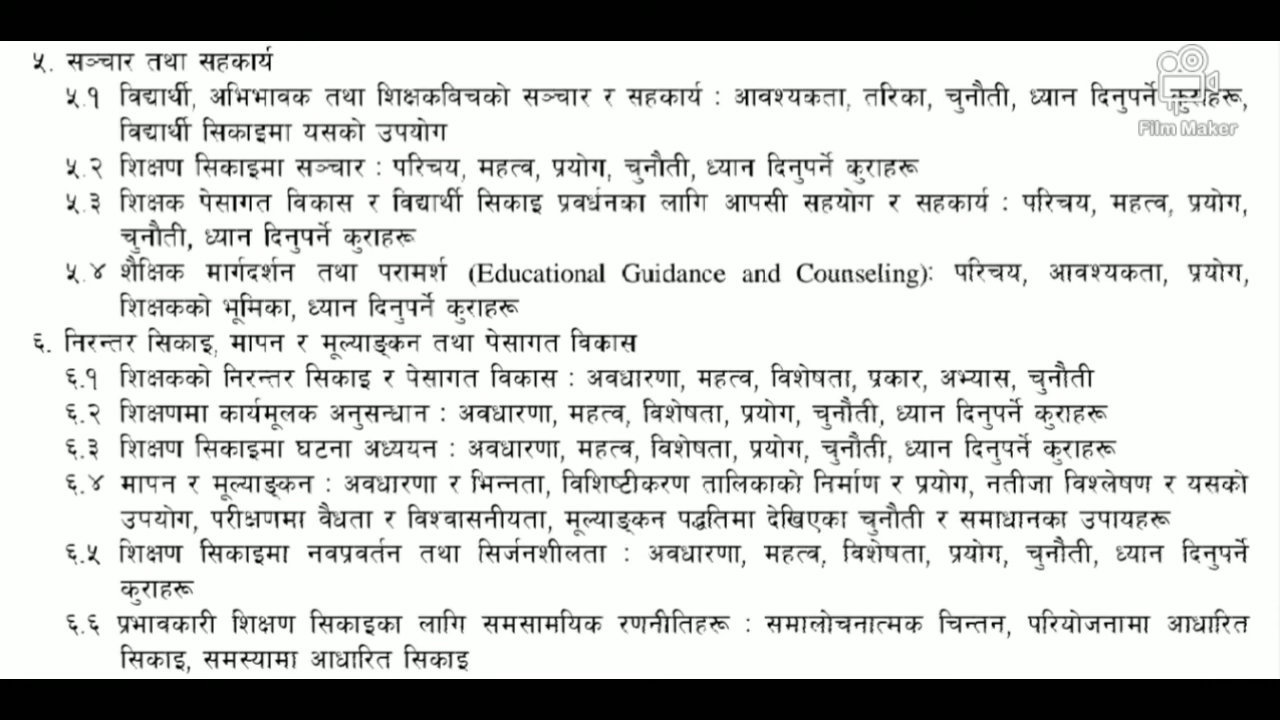 ५. सञ्चार तथा सहकार्य
५.१ विद्यार्थी, अभिभावक तथा शिक्षकबिचको सञ्चार र सहकार्य : आवश्यकता, तरिका, चुनौती, ध्यान दिनुपर्ने कुराहरू,
विद्यार्थी सिकाइमा यसको उपयोग
५.२ शिक्षण सिकाइमा सञ्चार : परिचय, महत्व, प्रयोग, चुनौती, ध्यान दिनुपर्ने कुराहरू
५.३ शिक्षक पेसागत विकास र विद्यार्थी सिकाइ प्रवर्धनका लागि आपसी सहयोग र सहकार्य : परिचय, महत्व, प्रयोग,
चुनौती, ध्यान दिनुपर्ने कुराहरू
५.४ शैक्षिक मार्गदर्शन तथा परामर्श (Educational Guidance and Counseling): परिचय, आवश्यकता, प्रयोग,
शिक्षकको भूमिका, ध्यान दिनुपर्ने कुराहरू
६. निरन्तर सिकाइ, मापन र मूल्याङ्कन तथा पेसागत विकास
६.१ शिक्षकको निरन्तर सिकाइ र पेसागत विकास : अवधारणा, महत्व, विशेषता, प्रकार, अभ्यास, चुनौती
६.२ शिक्षणमा कार्यमूलक अनुसन्धान : अवधारणा, महत्व, विशेषता, प्रयोग, चुनौती, ध्यान दिनुपर्ने कुराहरू
६.३ शिक्षण सिकाइमा घटना अध्ययन : अवधारणा, महत्व, विशेषता, प्रयोग, चुनौती, ध्यान दिनुपर्ने कुराहरू
६.४ मापन र मूल्याङ्कन : अवधारणा र भिन्नता, विशिष्टीकरण तालिकाको निर्माण र प्रयोग, नतीजा विश्लेषण र यसको
उपयोग, परीक्षणमा वैधता र विश्वासनीयता, मूल्याङ्कन पद्धतिमा देखिएका चुनौती र समाधानका उपायहरू
६.५ शिक्षण सिकाइमा नवप्रवर्तन तथा सिर्जनशीलता : अवधारणा, महत्व, विशेषता, प्रयोग, चुनौती, ध्यान दिनुपर्ने
कुराहरू
६.६ प्रभावकारी शिक्षण सिकाइका लागि समसामयिक रणनीतिहरू : समालोचनात्मक चिन्तन, परियोजनामा आधारित
सिकाइ, समस्यामा आधारित सिकाइ
Film Maker